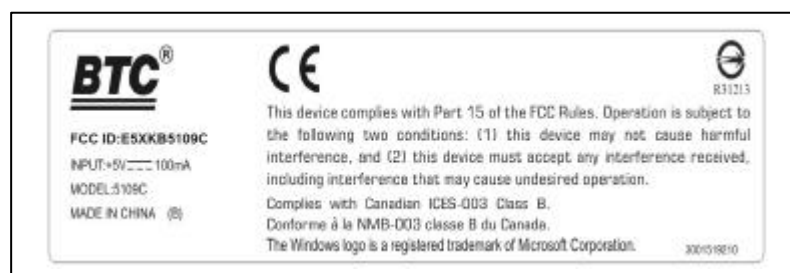 BTC®
FCC ID:E5XKB5109C
INPUT:+5V⎓100mA
MODEL:5109C
MADE IN CHINA (B)
CE
R31213
This device complies with Part 15 of the FCC Rules. Operation is subject to
the following two conditions: (1) this device may not cause harmful
interference, and (2) this device must accept any interference received,
including interference that may cause undesired operation.
Complies with Canadian ICES-003 Class B.
Conforme à la NMB-003 classe B du Canada.
The Windows logo is a registered trademark of Microsoft Corporation.